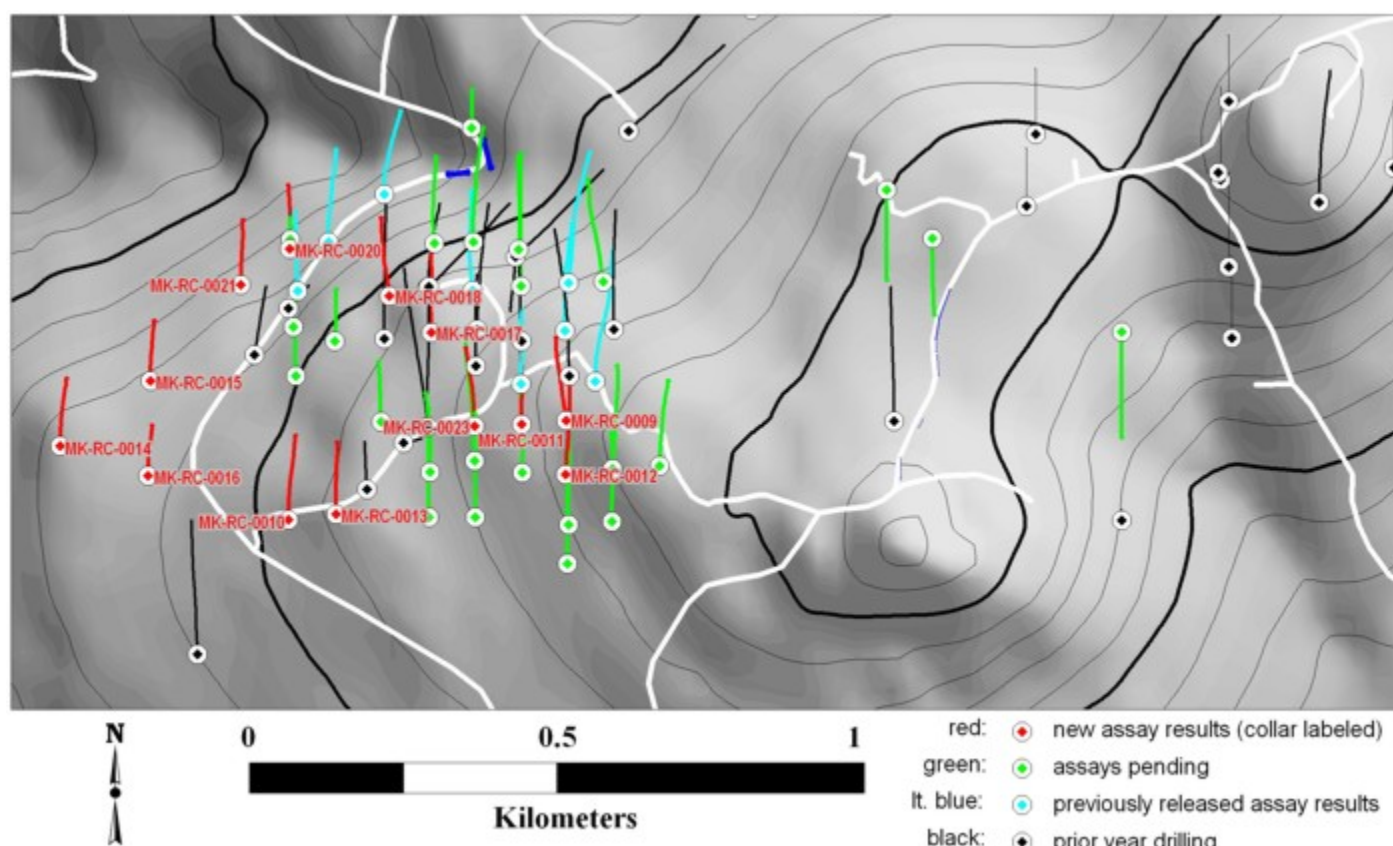 MK-RC-0020
MK-RC-0021
MK-RC-0018
MK-RC-0017
MK-RC-0015
MK-RC-0009
MK-RC-0023
MK-RC-0011
MK-RC-0014
MK-RC-0016
MK-RC-0012
MK-RC-0010
MK-RC-0013
N
0 0.5 1
Kilometers
red: new assay results (collar labeled)
green: assays pending
lt. blue: previously released assay results
black: prior year drilling